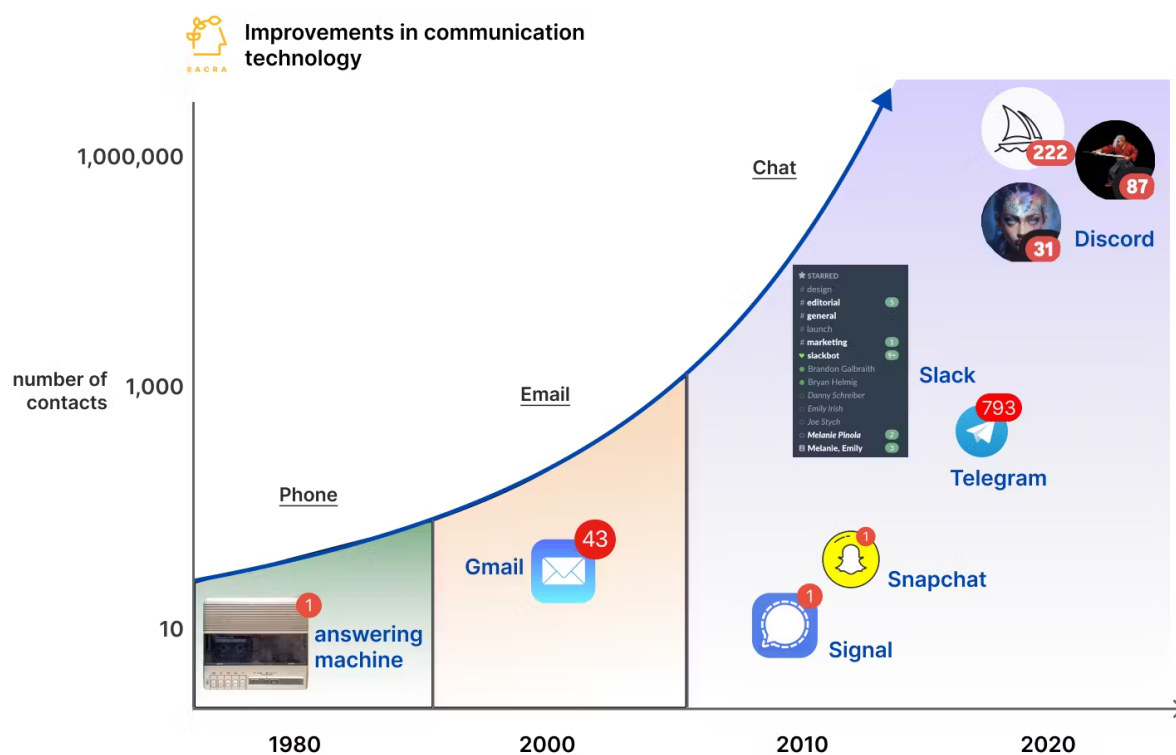 SACRA
Improvements in communication
technology
1,000,000
number of
contacts
1,000
10
Phone
Email
Chat
1
answering
machine
Gmail
43
222
87
31
Discord
STARRED
# design
# editorial 5
# general
# launch
# marketing 1
slackbot 9+
Brandon Galbraith
Bryan Helmig
Danny Schreiber
Emily Irish
Joe Stych
Melanie Pinola 2
Melanie, Emily 3
Slack
793
Telegram
1
Snapchat
1
Signal
1980
2000
2010
2020